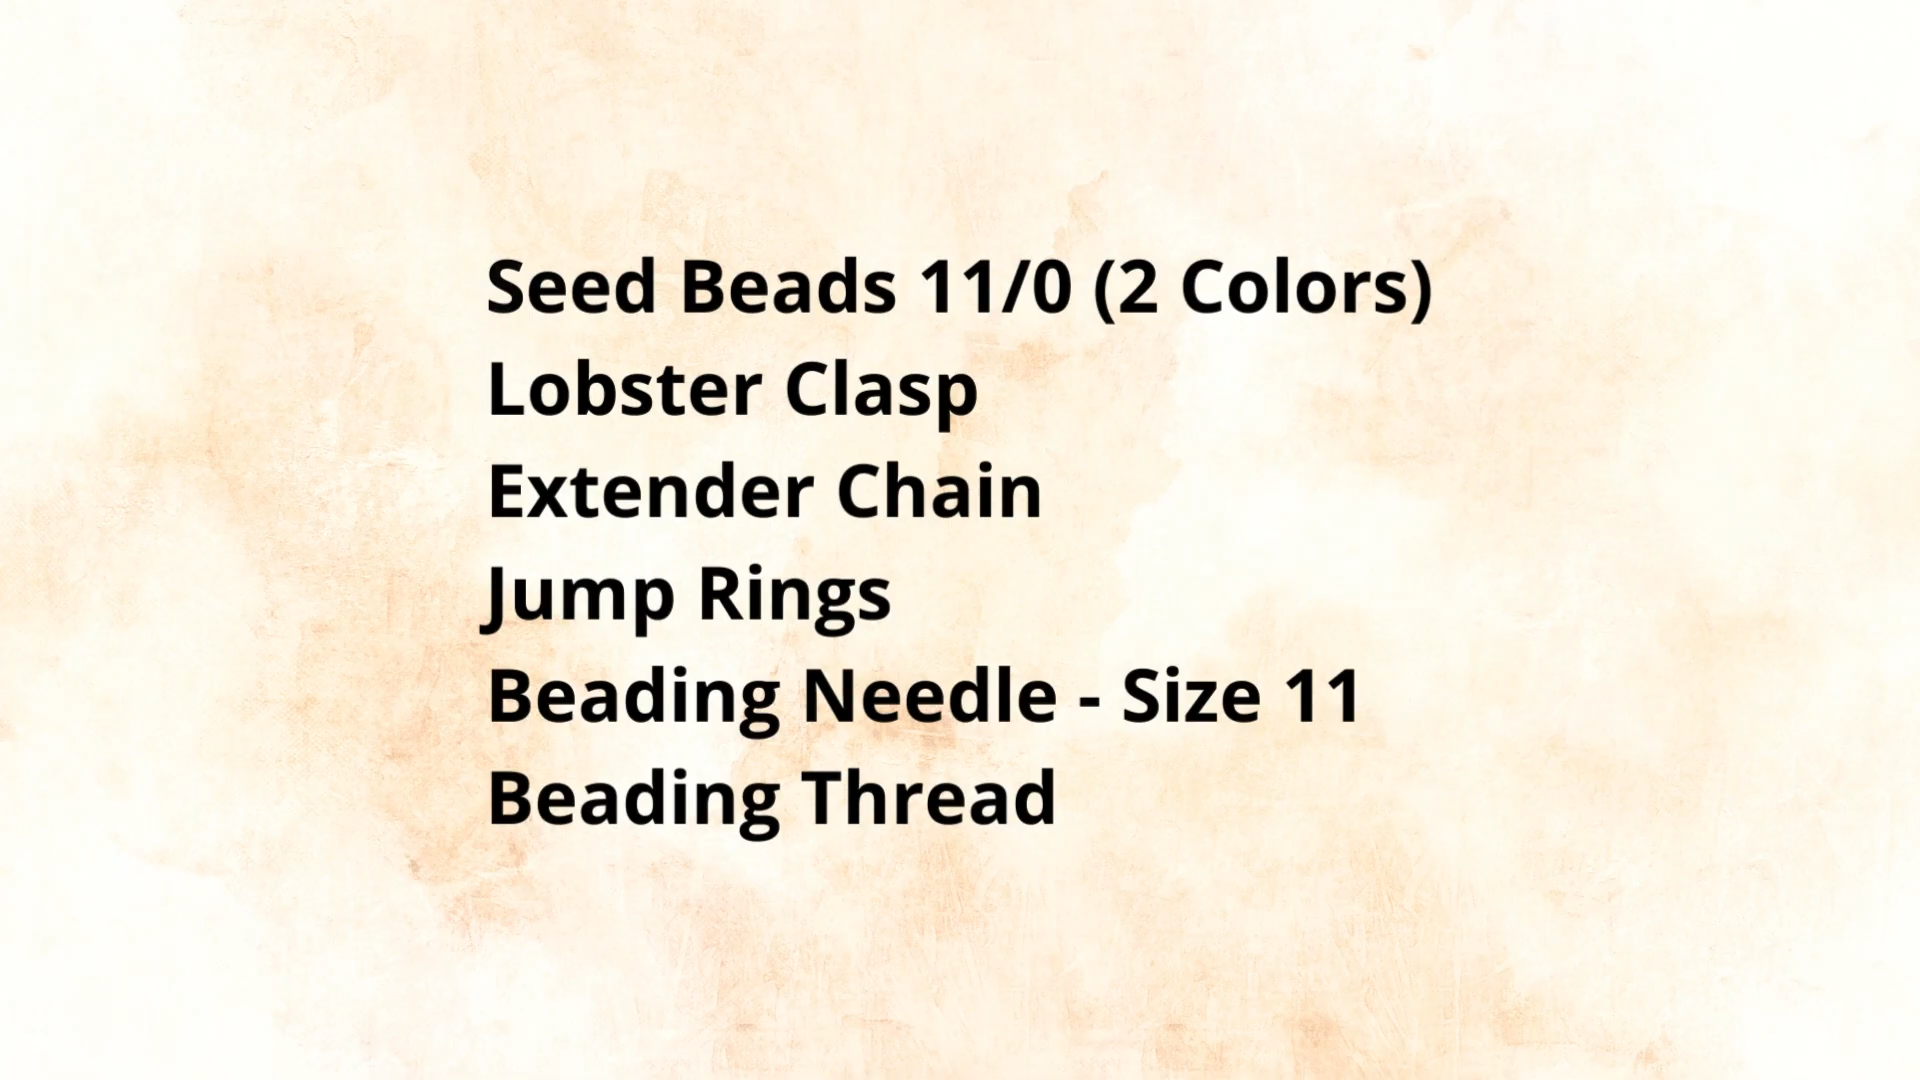 Seed Beads 11/0 (2 Colors)
Lobster Clasp
Extender Chain
Jump Rings
Beading Needle - Size 11
Beading Thread